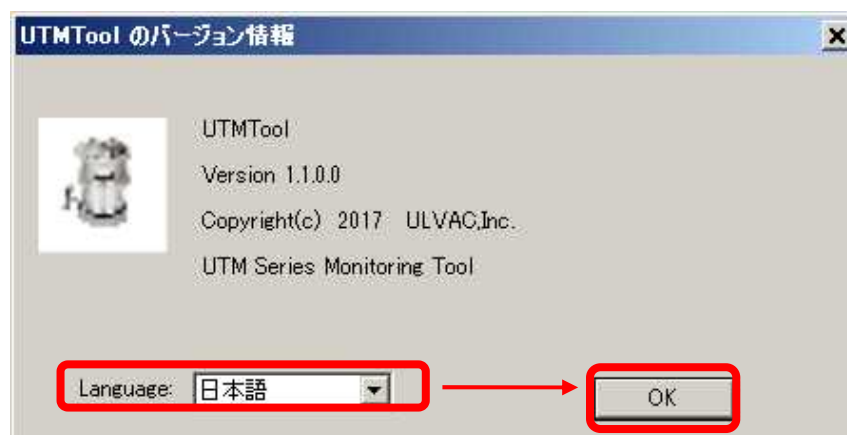 UTMTool のバージョン情報
UTMTool
Version 1.1.0.0
Copyright(c) 2017 ULVAC,Inc.
UTM Series Monitoring Tool
Language: 日本語
OK